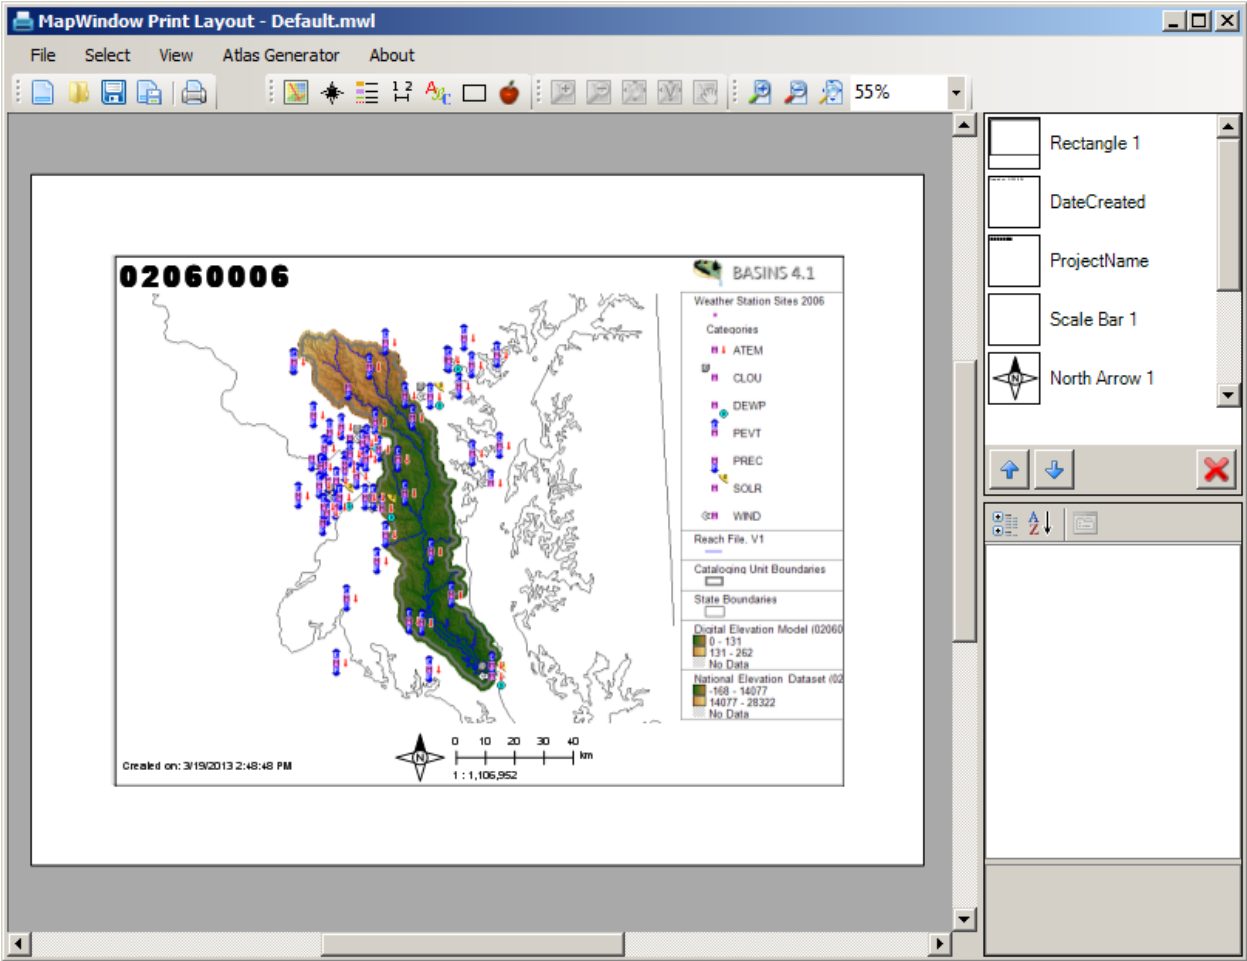 MapWindow Print Layout - Default.mwl
File Select View Atlas Generator About
55%
Rectangle 1
DateCreated
ProjectName
Scale Bar 1
North Arrow 1
02060006
BASINS 4.1
Weather Station Sites 2006
Categories
ATEM
CLOU
DEWP
PEVT
PREC
SOLR
WIND
Reach File, V1
Cataloging Unit Boundaries
State Boundaries
Digital Elevation Model (02060
0 - 131
131 - 262
No Data
National Elevation Dataset (02
-168 - 14077
14077 - 28322
No Data
N
0 10 20 30 40
km
1 : 1,106,952
Created on: 3/19/2013 2:48:48 PM